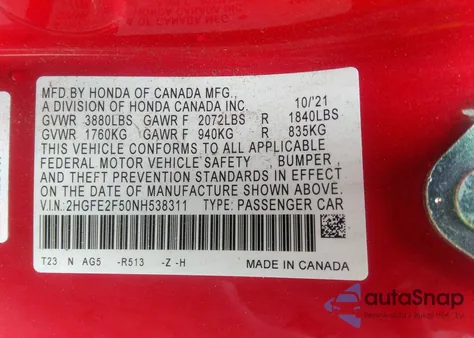 MFD.BY HONDA OF CANADA MFG.,
A DIVISION OF HONDA CANADA INC. 10/'21
GVWR 3880LBS GAWR F 2072LBS R 1840LBS
GVWR 1760KG GAWR F 940KG R 835KG
THIS VEHICLE CONFORMS TO ALL APPLICABLE
FEDERAL MOTOR VEHICLE SAFETY , BUMPER ,
AND THEFT PREVENTION STANDARDS IN EFFECT ON
THE DATE OF MANUFACTURE SHOWN ABOVE.
V.I.N:2HGFE2F50NH538311 TYPE: PASSENGER CAR
T23 N AG5 -R513 -Z -H MADE IN CANADA
autoSnap